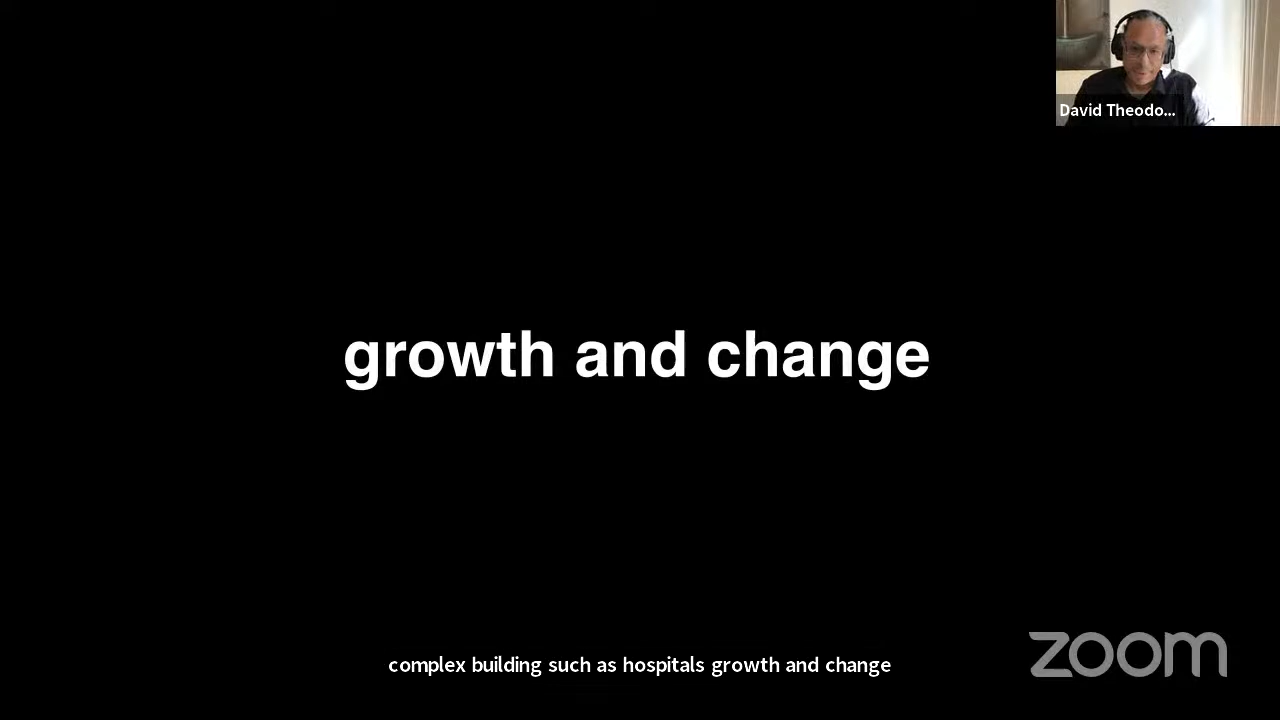 David Theodo...
growth and change
complex building such as hospitals growth and change
zoom